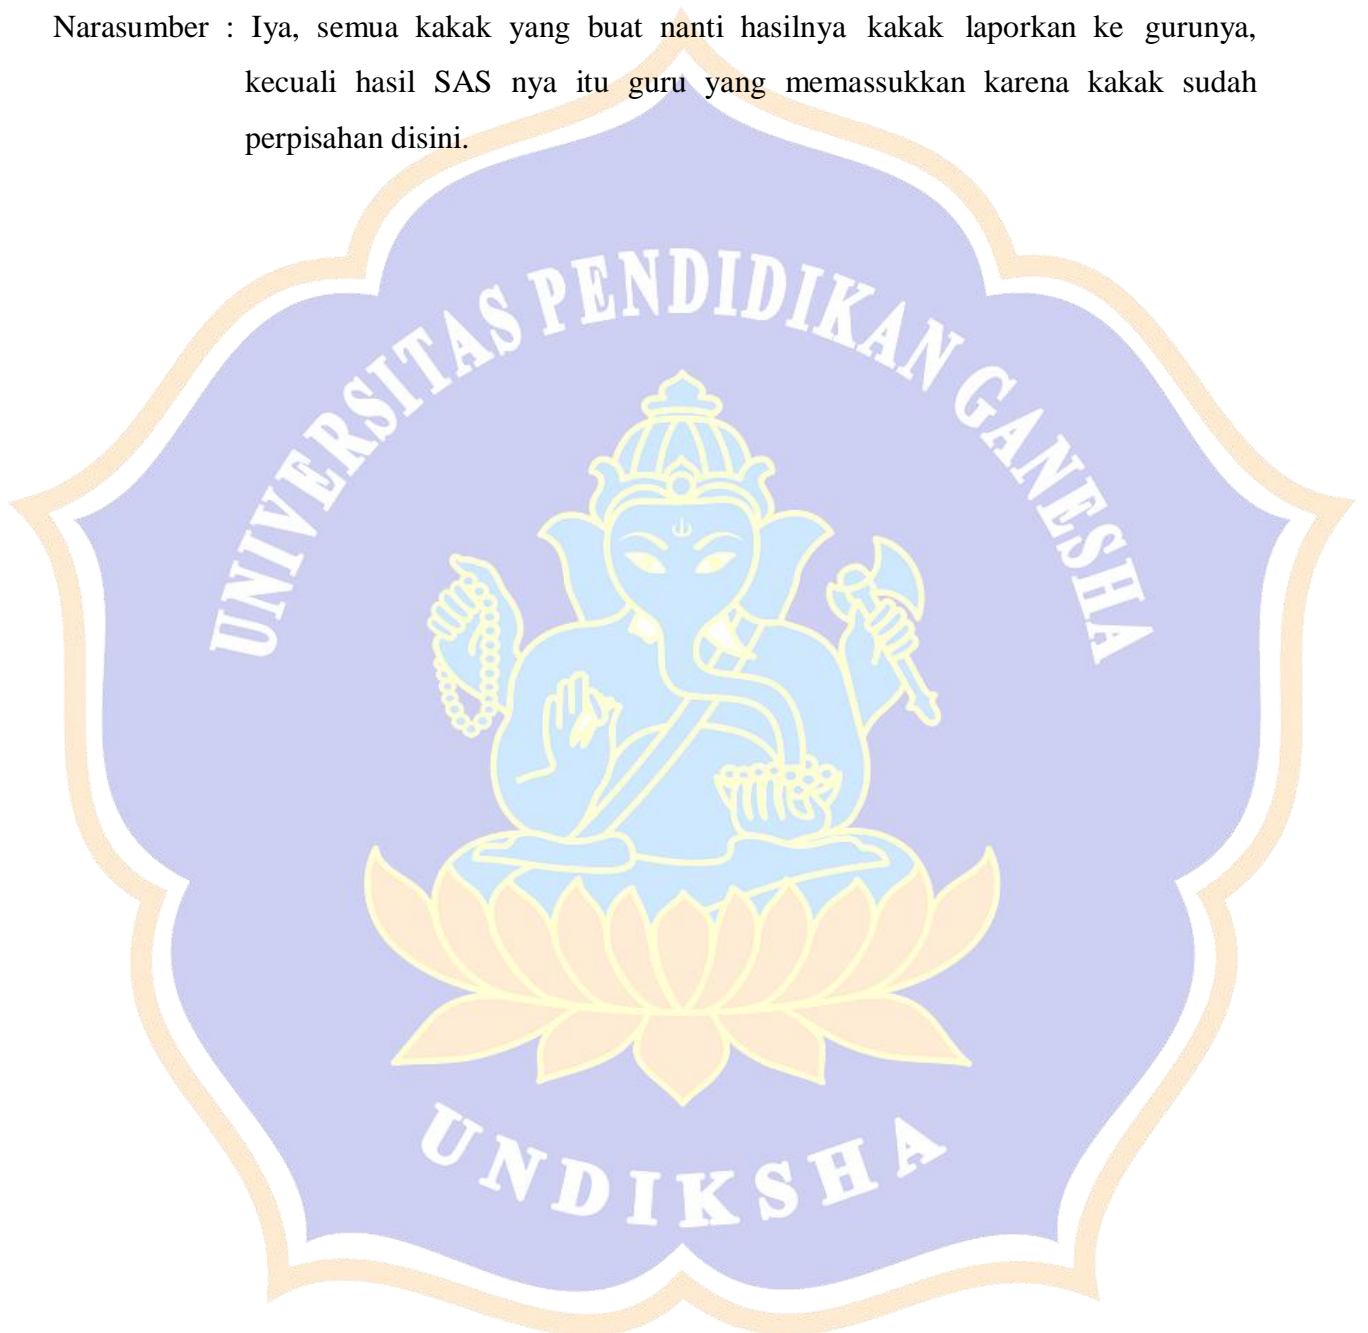 Narasumber : Iya, semua kakak yang buat nanti hasilnya kakak laporkan ke gurunya,
kecuali hasil SAS nya itu guru yang memassukkan karena kakak sudah
perpisahan disini.
UNIVERSITAS PENDIDIKAN GANESHA
UNDIKSHA